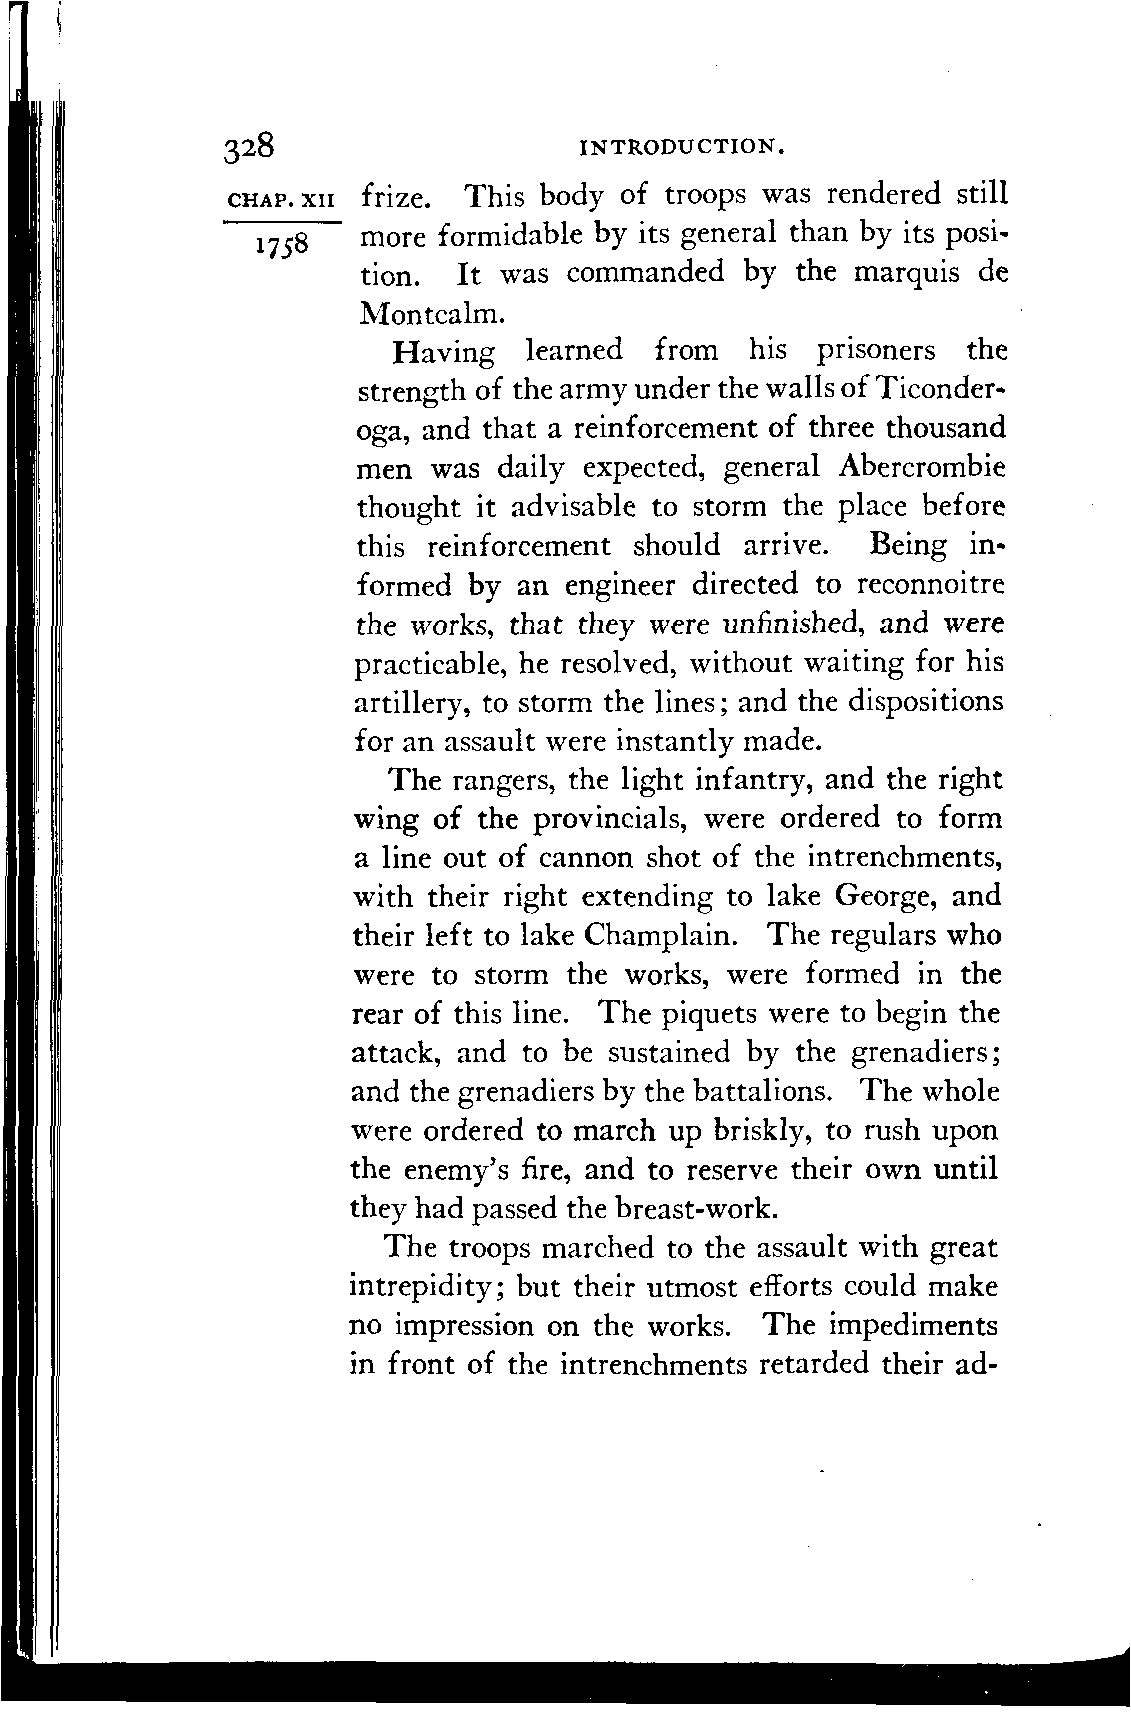 328 INTRODUCTION.
CHAP. XII frize. This body of troops was rendered still
1758 more formidable by its general than by its posi-
tion. It was commanded by the marquis de
Montcalm.
Having learned from his prisoners the
strength of the army under the walls of Ticonder-
oga, and that a reinforcement of three thousand
men was daily expected, general Abercrombie
thought it advisable to storm the place before
this reinforcement should arrive. Being in-
formed by an engineer directed to reconnoitre
the works, that they were unfinished, and were
practicable, he resolved, without waiting for his
artillery, to storm the lines; and the dispositions
for an assault were instantly made.
The rangers, the light infantry, and the right
wing of the provincials, were ordered to form
a line out of cannon shot of the intrenchments,
with their right extending to lake George, and
their left to lake Champlain. The regulars who
were to storm the works, were formed in the
rear of this line. The piquets were to begin the
attack, and to be sustained by the grenadiers;
and the grenadiers by the battalions. The whole
were ordered to march up briskly, to rush upon
the enemy's fire, and to reserve their own until
they had passed the breast-work.
The troops marched to the assault with great
intrepidity; but their utmost efforts could make
no impression on the works. The impediments
in front of the intrenchments retarded their ad-